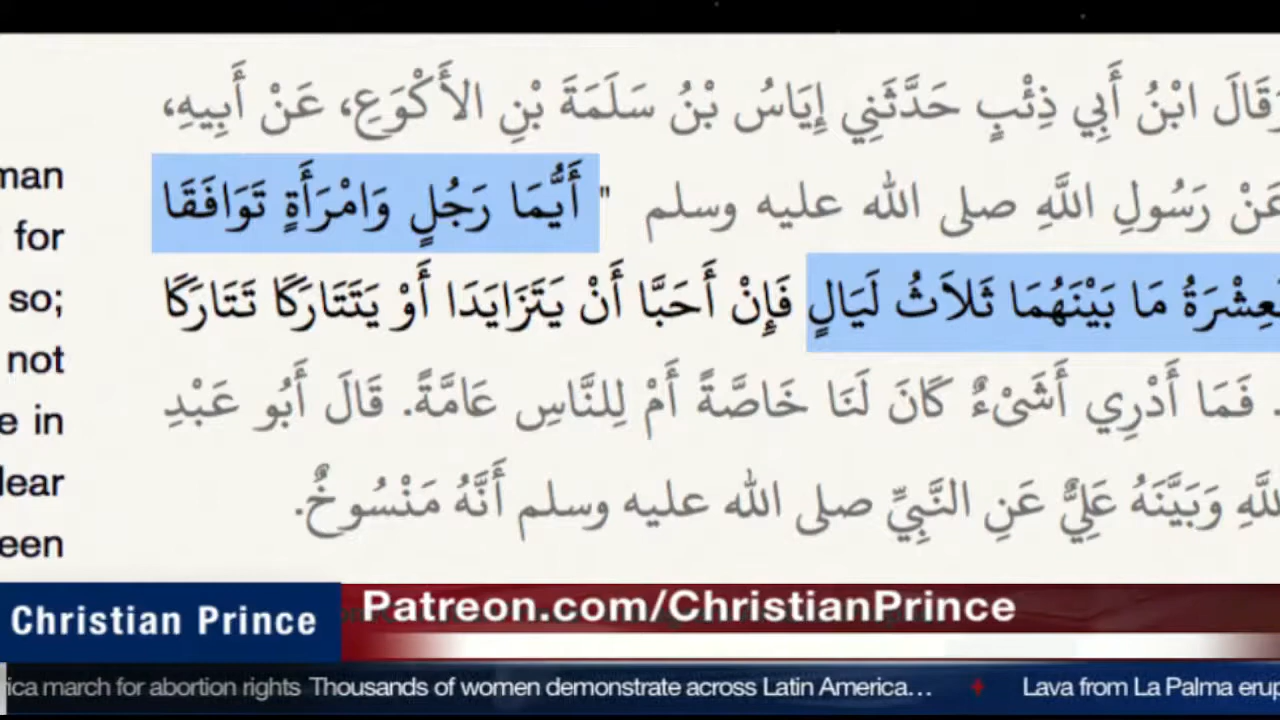 وَقَالَ ابْنُ أَبِي ذِئْبٍ حَدَّثَنِي إِيَاسُ بْنُ سَلَمَةَ بْنِ الأَكْوَعِ، عَنْ أَبِيهِ،
عَنْ رَسُولِ اللَّهِ صلى الله عليه وسلم " أَيُّمَا رَجُلٍ وَامْرَأَةٍ تَوَافَقَا
فَعِشْرَةُ مَا بَيْنَهُمَا ثَلاَثُ لَيَالٍ فَإِنْ أَحَبَّا أَنْ يَتَزَايَدَا أَوْ يَتَتَارَكَا تَتَارَكَا
فَمَا أَدْرِي أَشَىْءٌ كَانَ لَنَا خَاصَّةً أَمْ لِلنَّاسِ عَامَّةً. قَالَ أَبُو عَبْدِ
اللَّهِ وَبَيَّنَهُ عَلِيٌّ عَنِ النَّبِيِّ صلى الله عليه وسلم أَنَّهُ مَنْسُوخٌ.
man
for
so;
not
e in
lear
een
Christian Prince
Patreon.com/ChristianPrince
ica march for abortion rights Thousands of women demonstrate across Latin America... Lava from La Palma erup